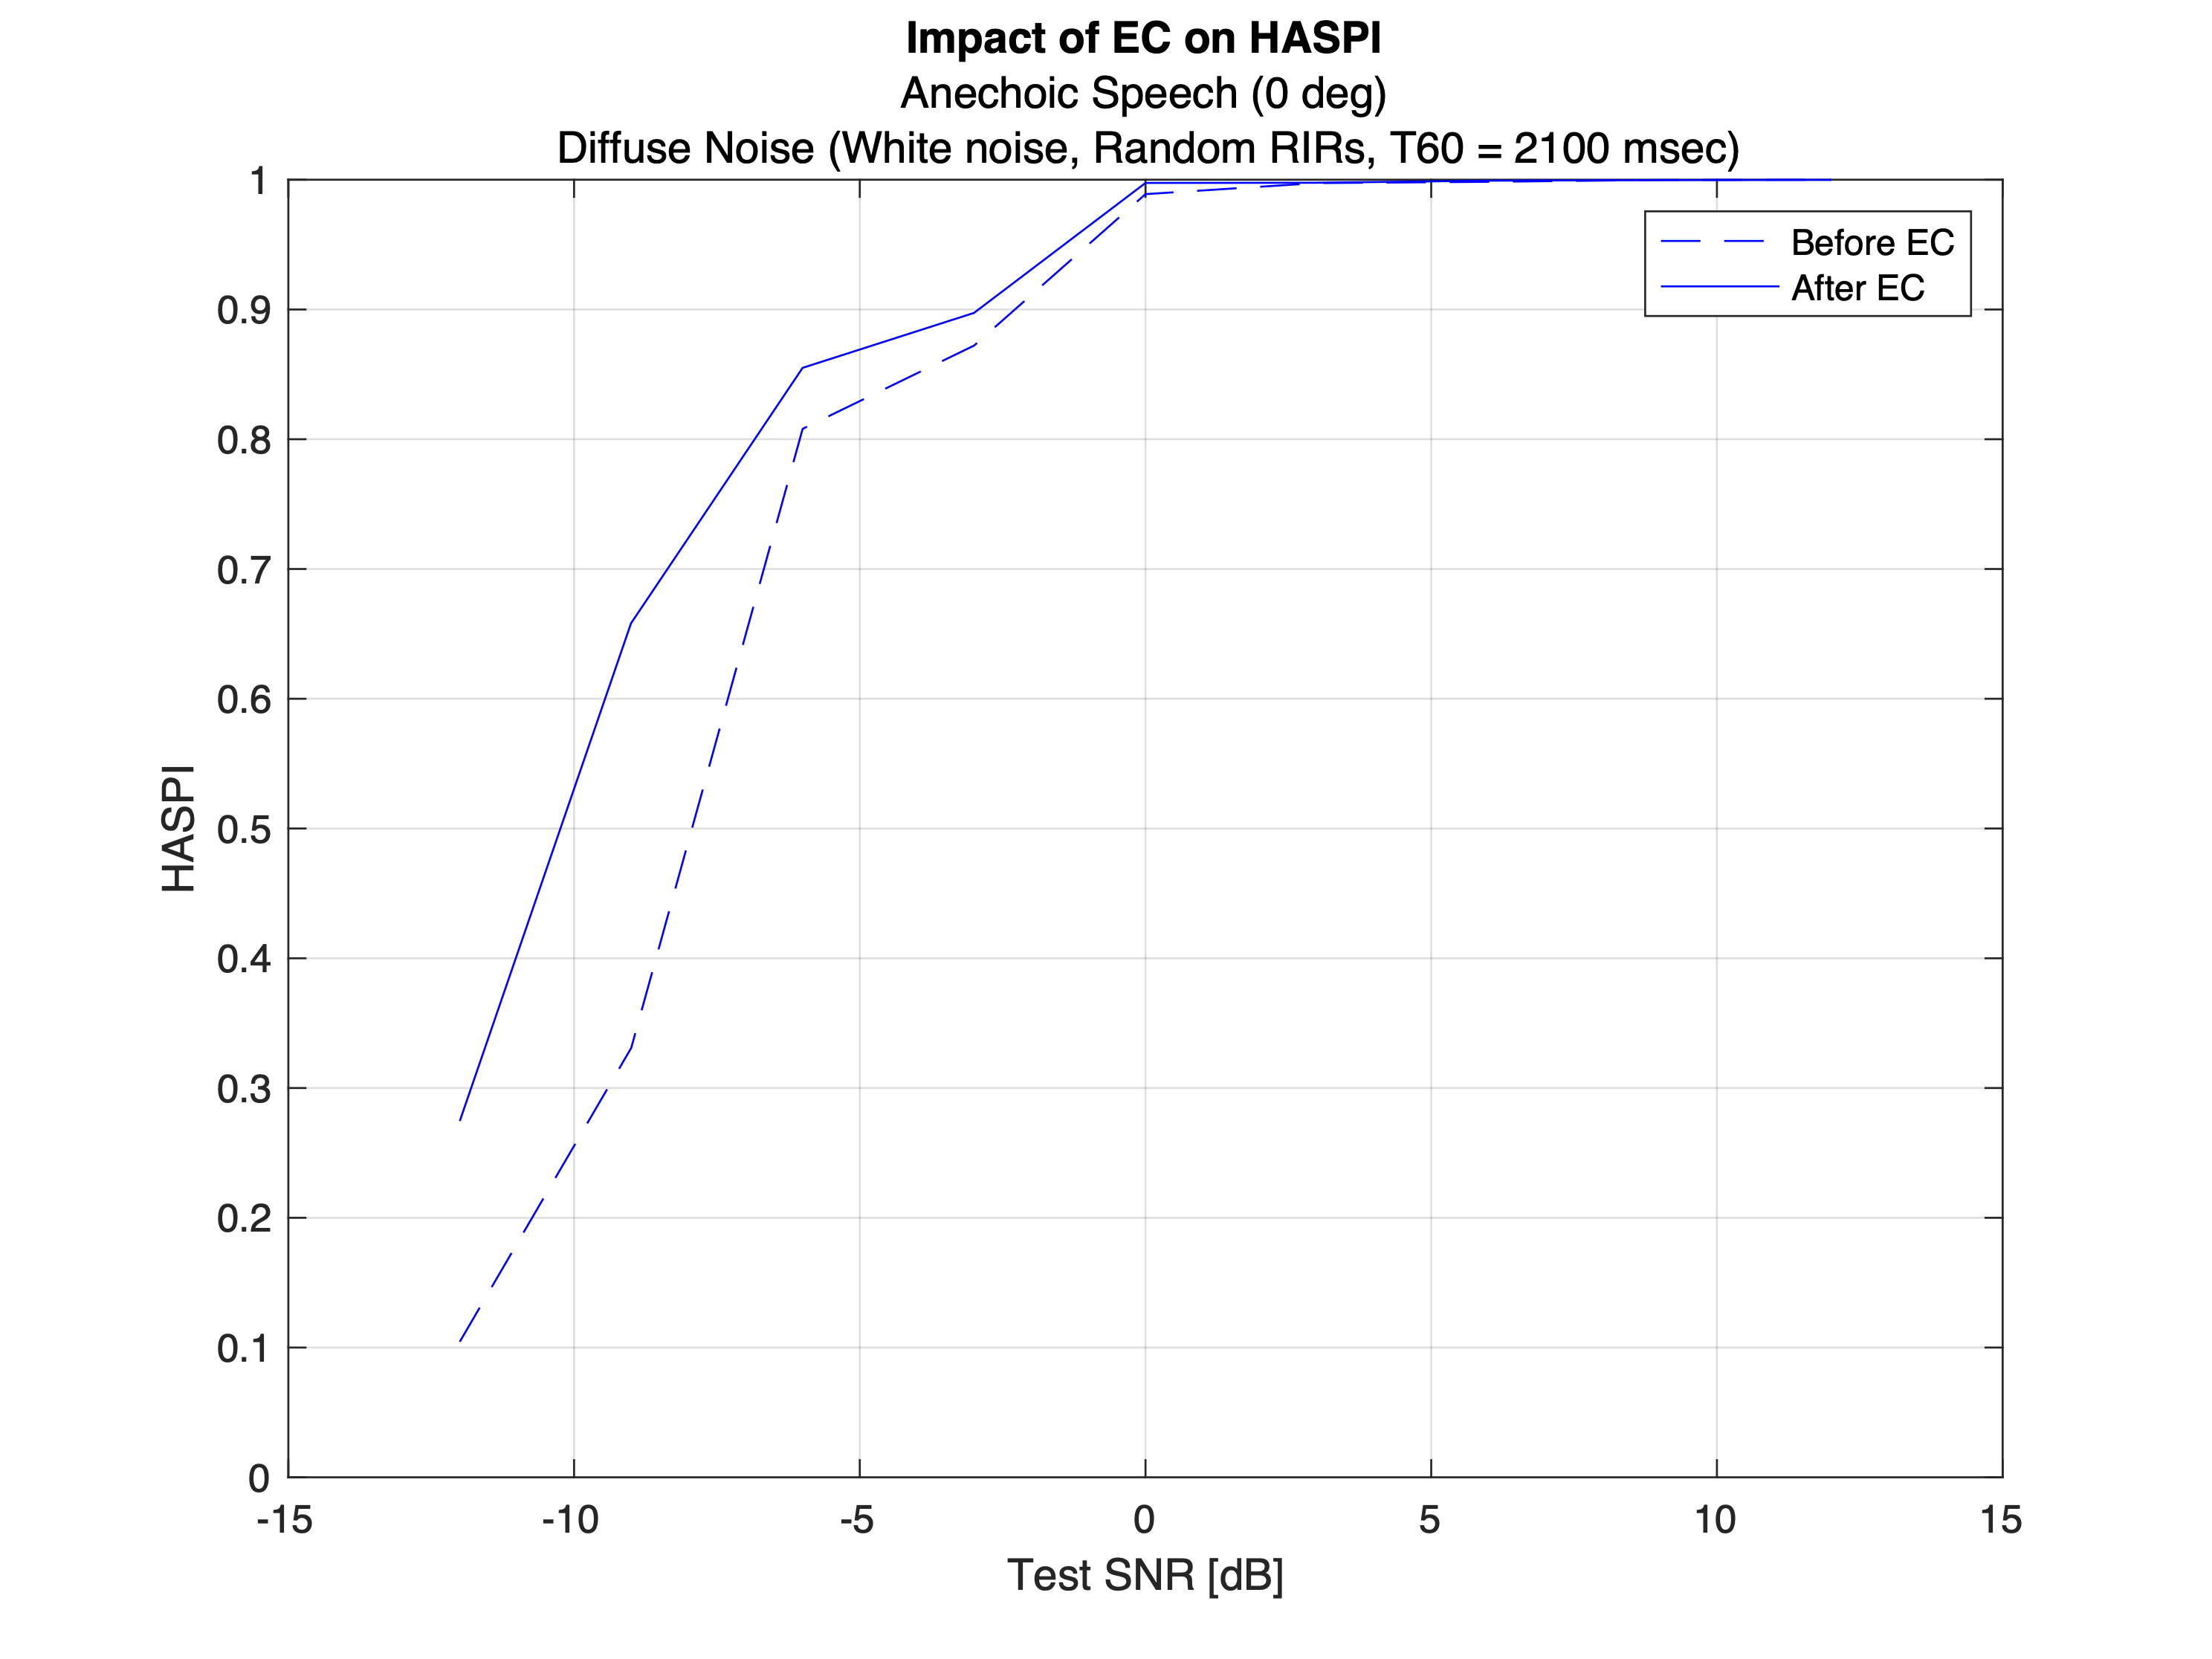 Impact of EC on HASPI
Anechoic Speech (0 deg)
Diffuse Noise (White noise, Random RIRs, T60 = 2100 msec)
1
0.9
0.8
0.7
0.6
0.5
0.4
0.3
0.2
0.1
0
HASPI
Before EC
After EC
-15
-10
-5
0
5
10
15
Test SNR [dB]